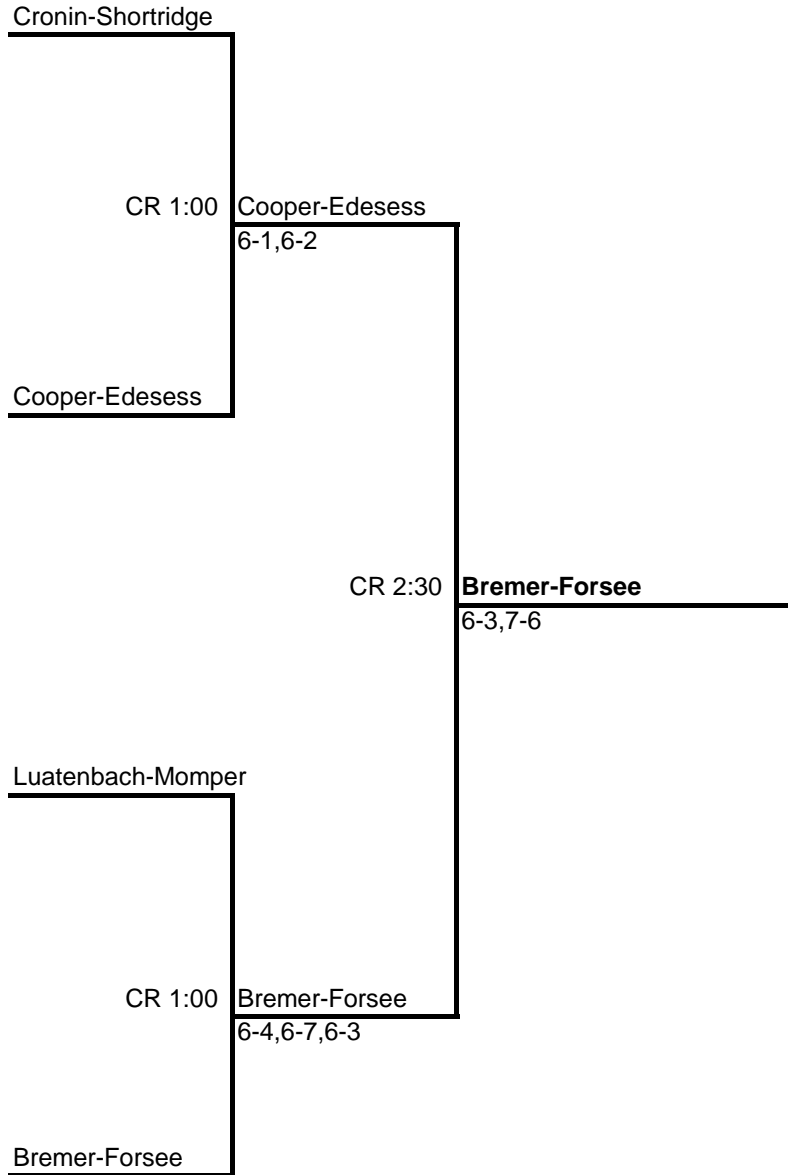 Cronin-Shortridge
CR 1:00 Cooper-Edesess
6-1,6-2
Cooper-Edesess
CR 2:30 Bremer-Forsee
6-3,7-6
Luatenbach-Momper
CR 1:00 Bremer-Forsee
6-4,6-7,6-3
Bremer-Forsee